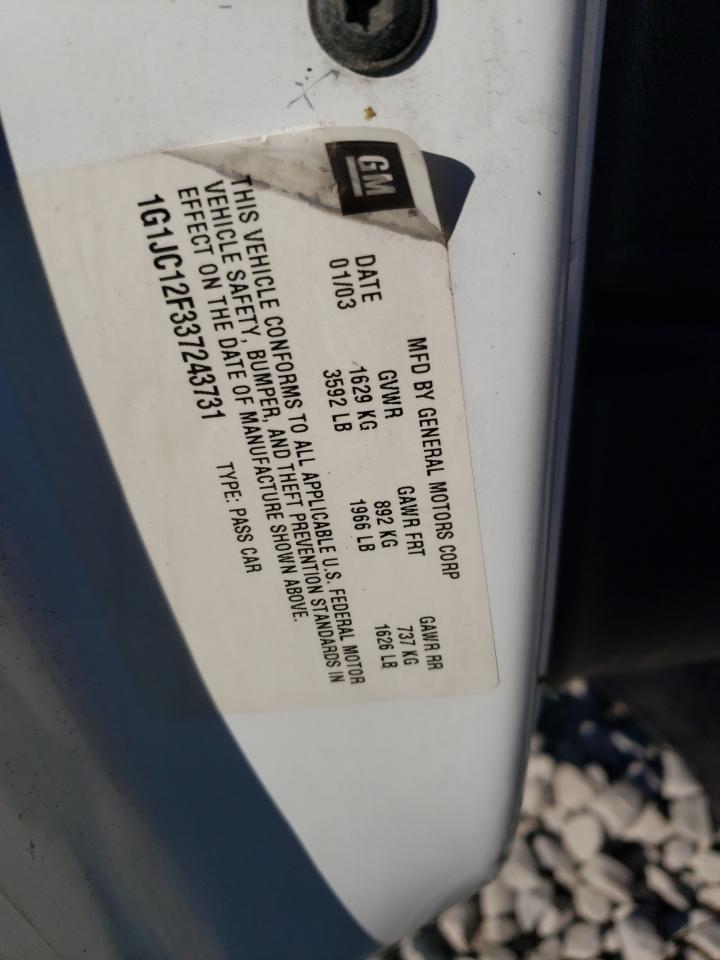 GM
MFD BY GENERAL MOTORS CORP
DATE GVWR GAWR FRT GAWR RR
01/03 1629 KG 892 KG 737 KG
3592 LB 1966 LB 1626 LB
THIS VEHICLE CONFORMS TO ALL APPLICABLE U.S. FEDERAL MOTOR
VEHICLE SAFETY, BUMPER, AND THEFT PREVENTION STANDARDS IN
EFFECT ON THE DATE OF MANUFACTURE SHOWN ABOVE.
1G1JC12F337243731 TYPE: PASS CAR